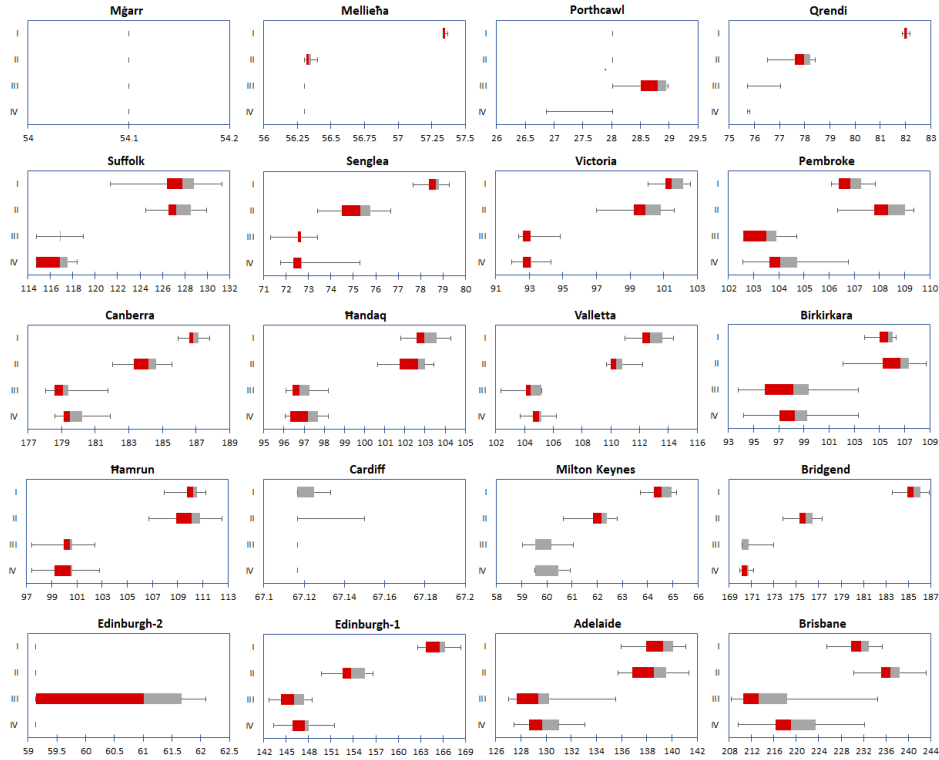 Mġarr Mellieħa Porthcawl Qrendi
I I I I
II II II II
III III III III
IV IV IV IV
54 54.1 54.2 56 56.25 56.5 56.75 57 57.25 57.5 26 26.5 27 27.5 28 28.5 29 29.5 75 76 77 78 79 80 81 82 83
Suffolk Senglea Victoria Pembroke
I I I I
II II II II
III III III III
IV IV IV IV
114 116 118 120 122 124 126 128 130 132 71 72 73 74 75 76 77 78 79 80 91 93 95 97 99 101 103 102 103 104 105 106 107 108 109 110
Canberra Ħandaq Valletta Birkirkara
I I I I
II II II II
III III III III
IV IV IV IV
177 179 181 183 185 187 189 95 96 97 98 99 100 101 102 103 104 105 102 104 106 108 110 112 114 116 93 95 97 99 101 103 105 107 109
Ħamrun Cardiff Milton Keynes Bridgend
I I I I
II II II II
III III III III
IV IV IV IV
97 99 101 103 105 107 109 111 113 67.1 67.12 67.14 67.16 67.18 67.2 58 59 60 61 62 63 64 65 66 169 171 173 175 177 179 181 183 185 187
Edinburgh-2 Edinburgh-1 Adelaide Brisbane
I I I I
II II II II
III III III III
IV IV IV IV
59 59.5 60 60.5 61 61.5 62 62.5 142 145 148 151 154 157 160 163 166 169 126 128 130 132 134 136 138 140 142 208 212 216 220 224 228 232 236 240 244